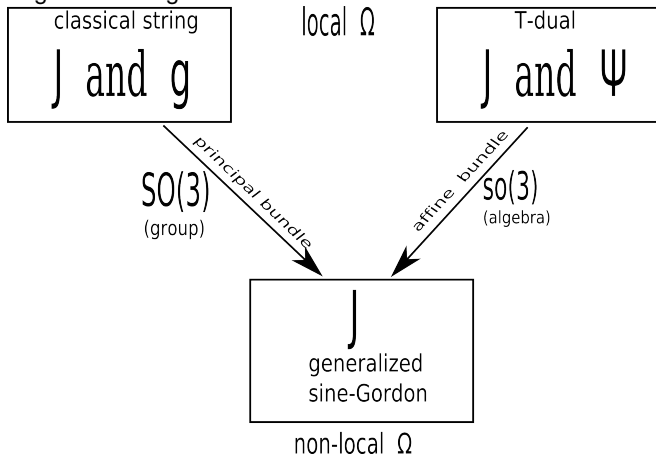 classical string
local Ω
T-dual
J and g
J and Ψ
principal bundle
affine bundle
SO(3)
(group)
so(3)
(algebra)
J
generalized
sine-Gordon
non-local Ω